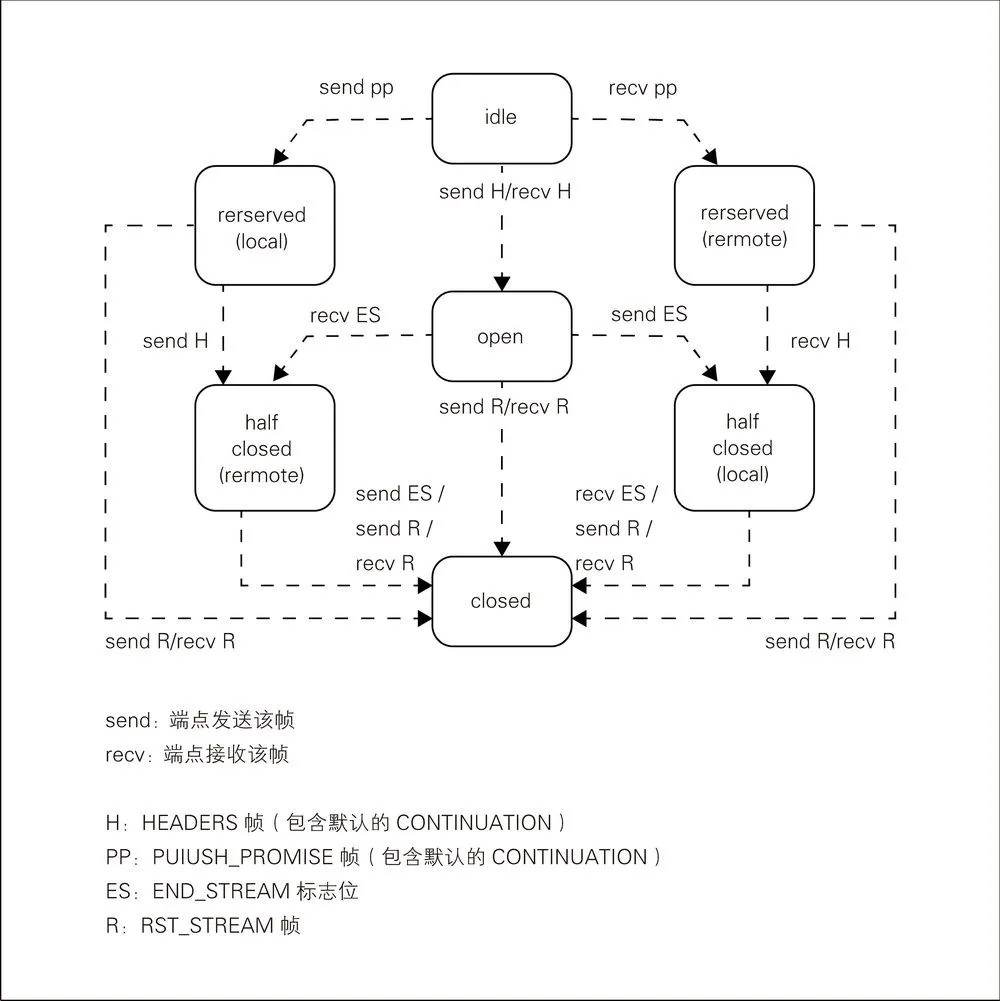 send pp
idle
recv pp
send H/recv H
rerserved
(local)
rerserved
(rermote)
recv ES
send ES
open
send H
recv H
send R/recv R
half
closed
(rermote)
half
closed
(local)
send ES /
send R /
recv R
recv ES /
send R /
recv R
closed
send R/recv R
send R/recv R
send：端点发送该帧
recv：端点接收该帧
H：HEADERS 帧（包含默认的 CONTINUATION）
PP：PUIUSH_PROMISE 帧（包含默认的 CONTINUATION）
ES：END_STREAM 标志位
R：RST_STREAM 帧